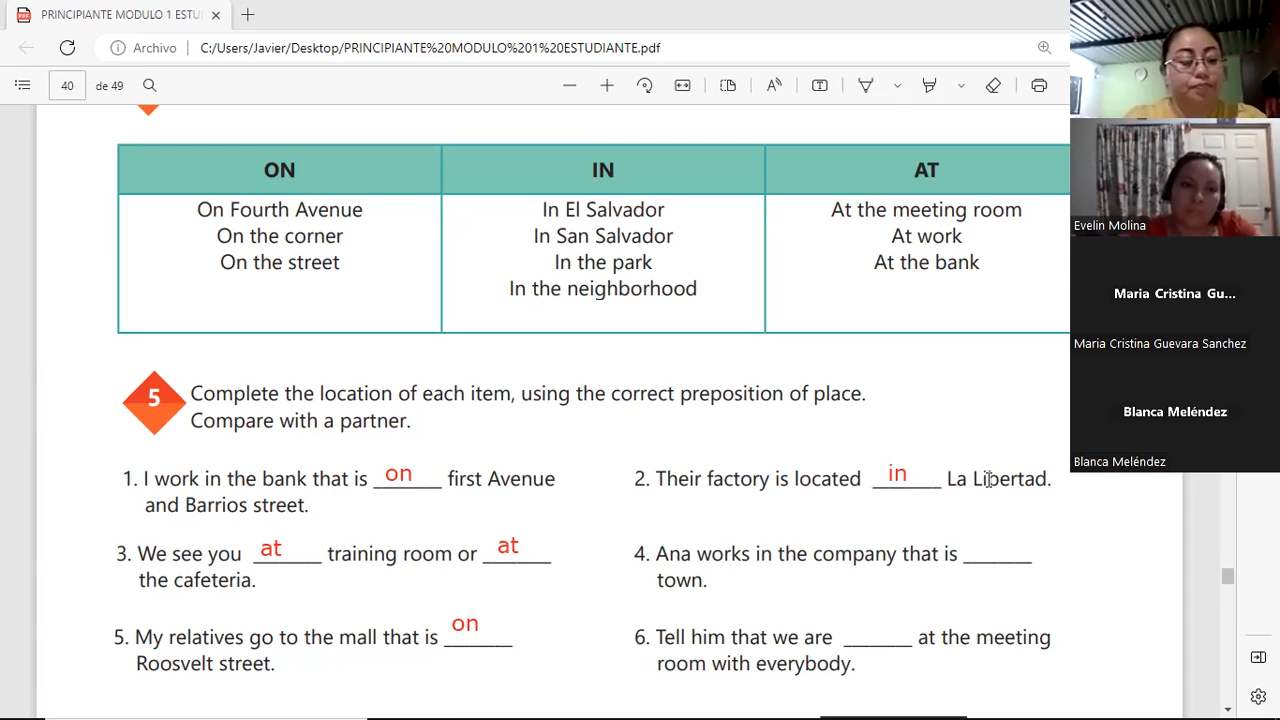 PRINCIPIANTE MODULO 1 ESTU
Archivo
C:/Users/Javier/Desktop/PRINCIPIANTE%20MODULO%201%20ESTUDIANTE.pdf
40 de 49
ON IN AT
On Fourth Avenue
On the corner
On the street
In El Salvador
In San Salvador
In the park
In the neighborhood
At the meeting room
At work
At the bank
5 Complete the location of each item, using the correct preposition of place.
Compare with a partner.
1. I work in the bank that is on first Avenue
and Barrios street.
2. Their factory is located in La Libertad.
3. We see you at training room or at
the cafeteria.
4. Ana works in the company that is ______
town.
5. My relatives go to the mall that is on
Roosvelt street.
6. Tell him that we are ______ at the meeting
room with everybody.
Evelin Molina
Maria Cristina Gu...
Maria Cristina Guevara Sanchez
Blanca Meléndez
Blanca Meléndez